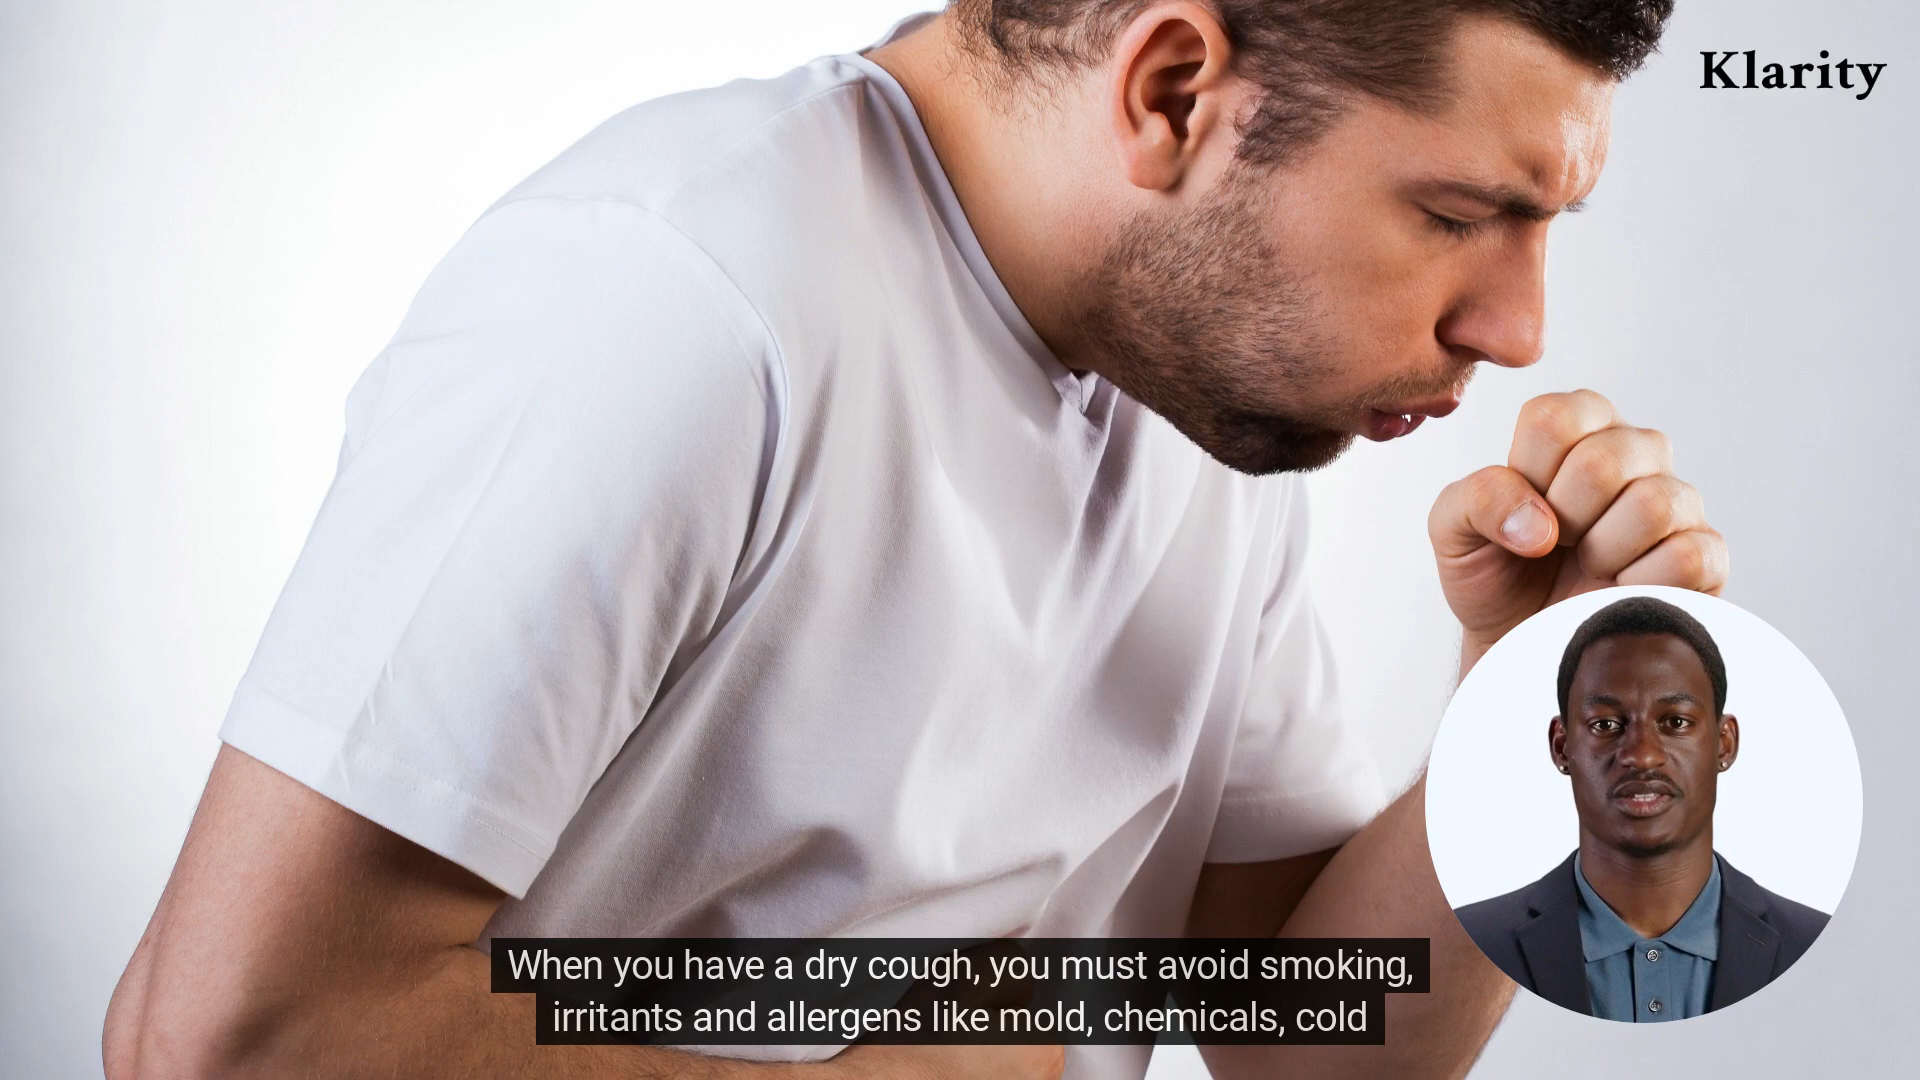 Klarity
When you have a dry cough, you must avoid smoking,
irritants and allergens like mold, chemicals, cold